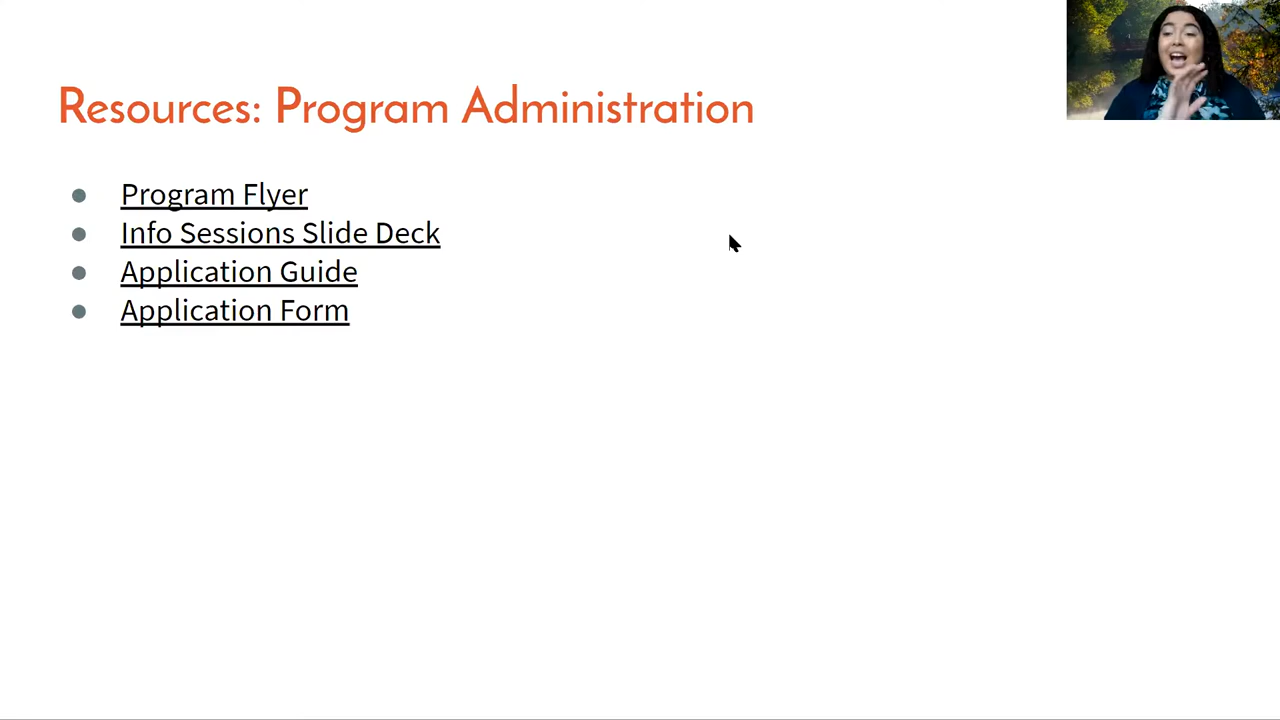 Resources: Program Administration
Program Flyer
Info Sessions Slide Deck
Application Guide
Application Form